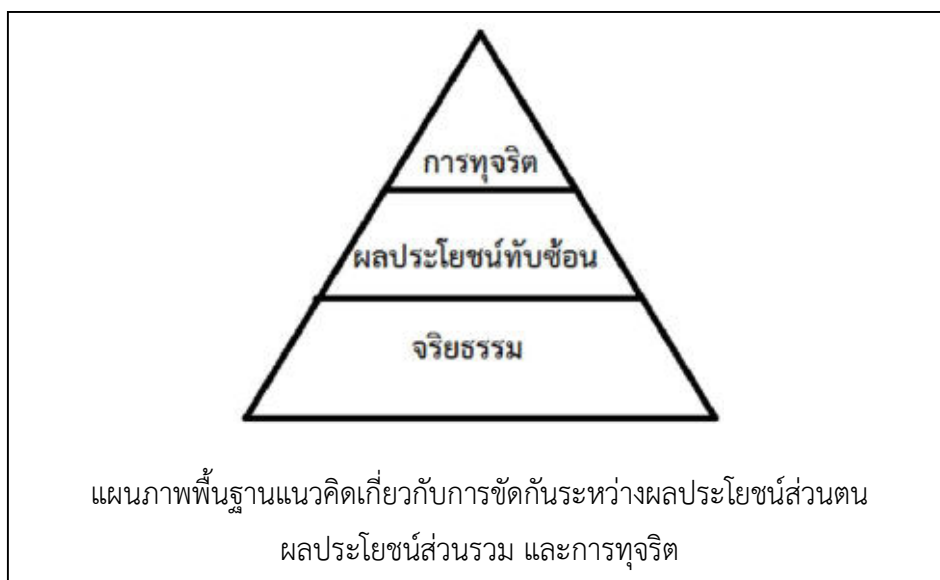 การทุจริต
ผลประโยชน์ทับซ้อน
จริยธรรม
แผนภาพพื้นฐานแนวคิดเกี่ยวกับการขัดกันระหว่างผลประโยชน์ส่วนตน
ผลประโยชน์ส่วนรวม และการทุจริต